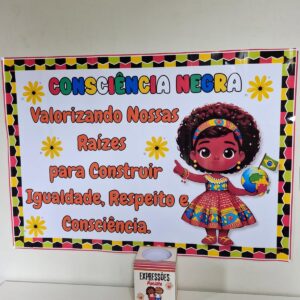 CONSCIÊNCIA NEGRA
Valorizando Nossas
Raízes
para Construir
Igualdade, Respeito e
Consciência.
EXPRESSÕES